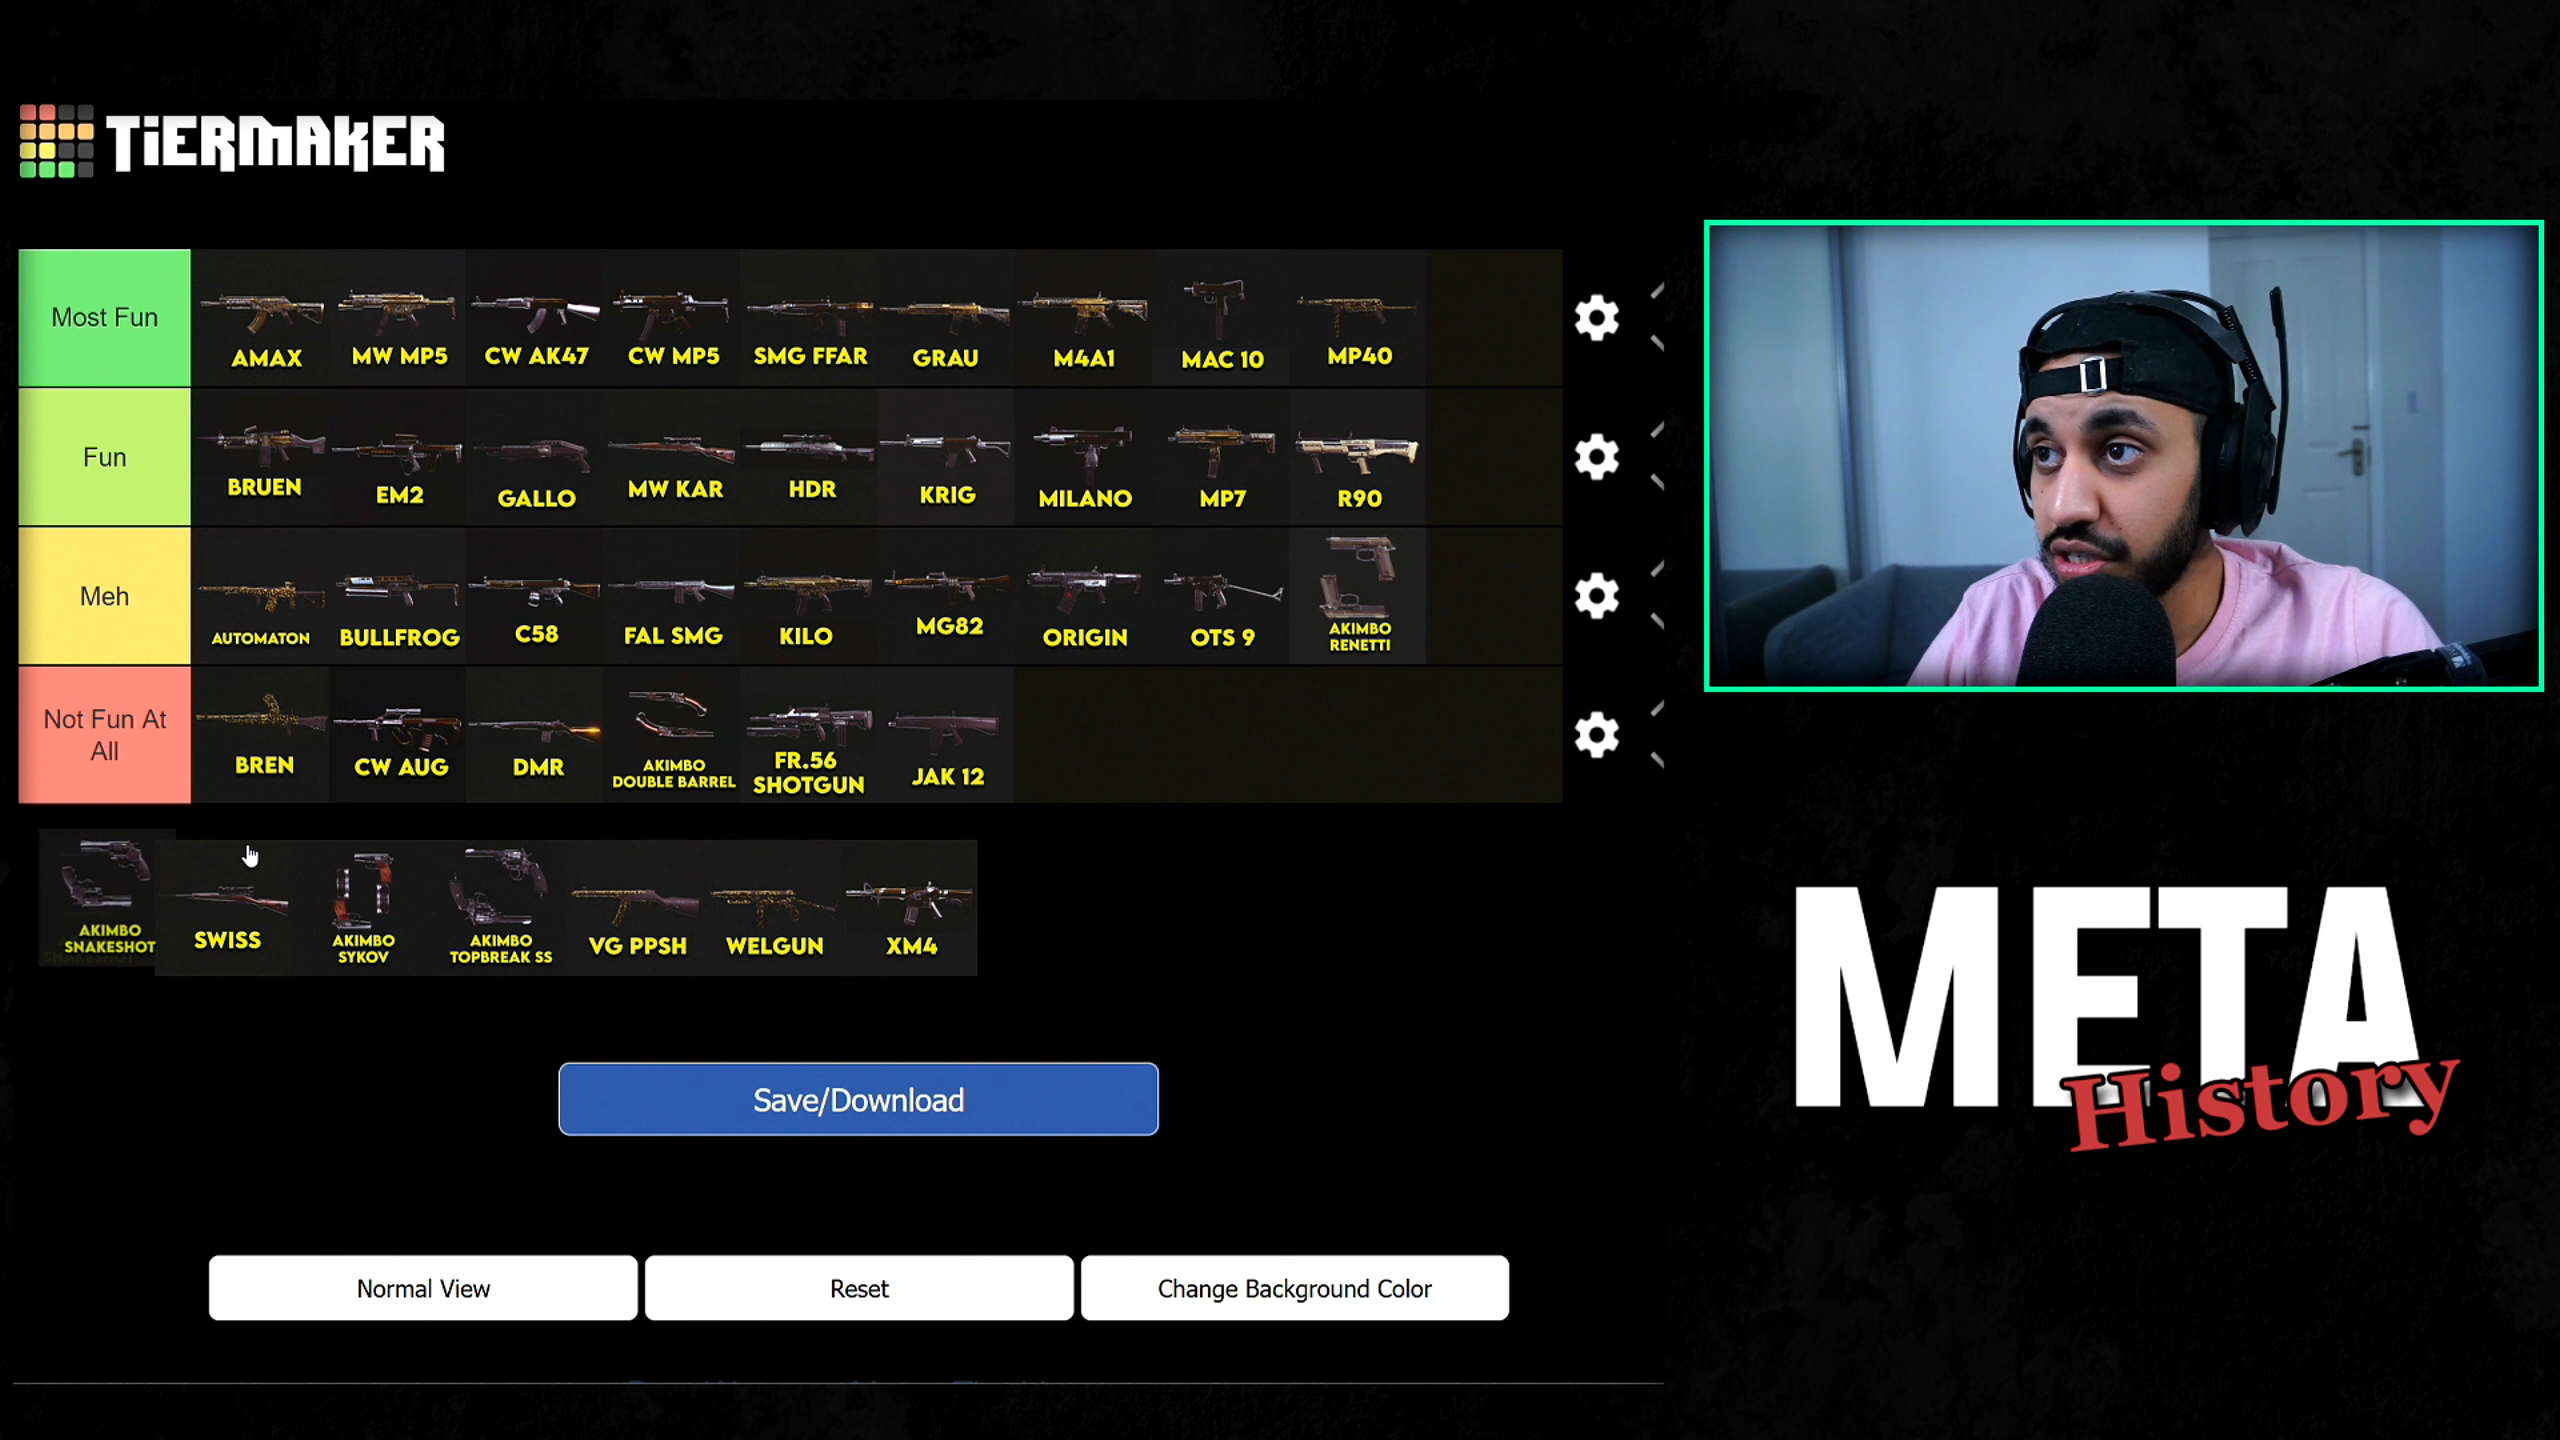 TiERMAKER
Most Fun
AMAX
MW MP5
CW AK47
CW MP5
SMG FFAR
GRAU
M4A1
MAC 10
MP40
Fun
BRUEN
EM2
GALLO
MW KAR
HDR
KRIG
MILANO
MP7
R90
Meh
AUTOMATON
BULLFROG
C58
FAL SMG
KILO
MG82
ORIGIN
OTS 9
AKIMBO
RENETTI
Not Fun At
All
BREN
CW AUG
DMR
AKIMBO
DOUBLE BARREL
FR.56
SHOTGUN
JAK 12
AKIMBO
SNAKESHOT
SWISS
AKIMBO
SYKOV
AKIMBO
TOPBREAK SS
VG PPSH
WELGUN
XM4
Save/Download
Normal View
Reset
Change Background Color
META
History